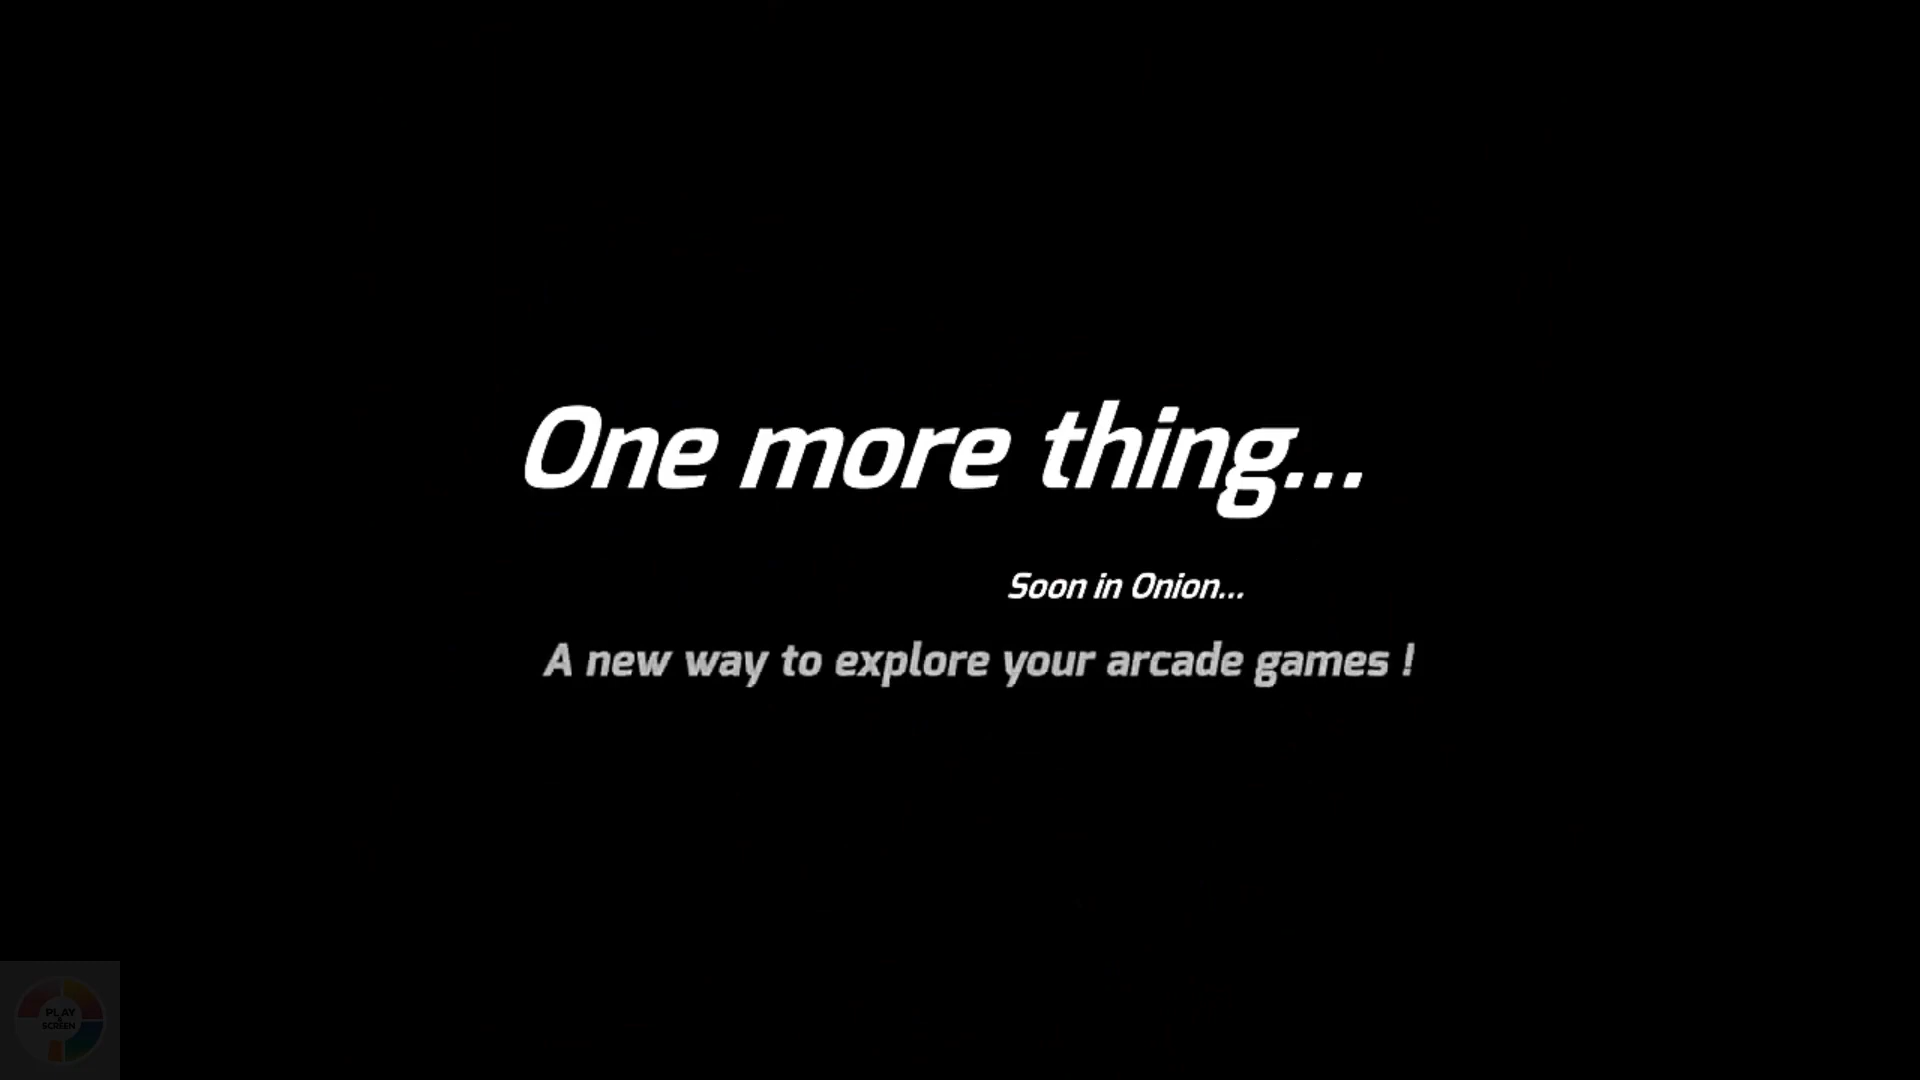 One more thing...
Soon in Onion...
A new way to explore your arcade games !
PLAY
SCREEN